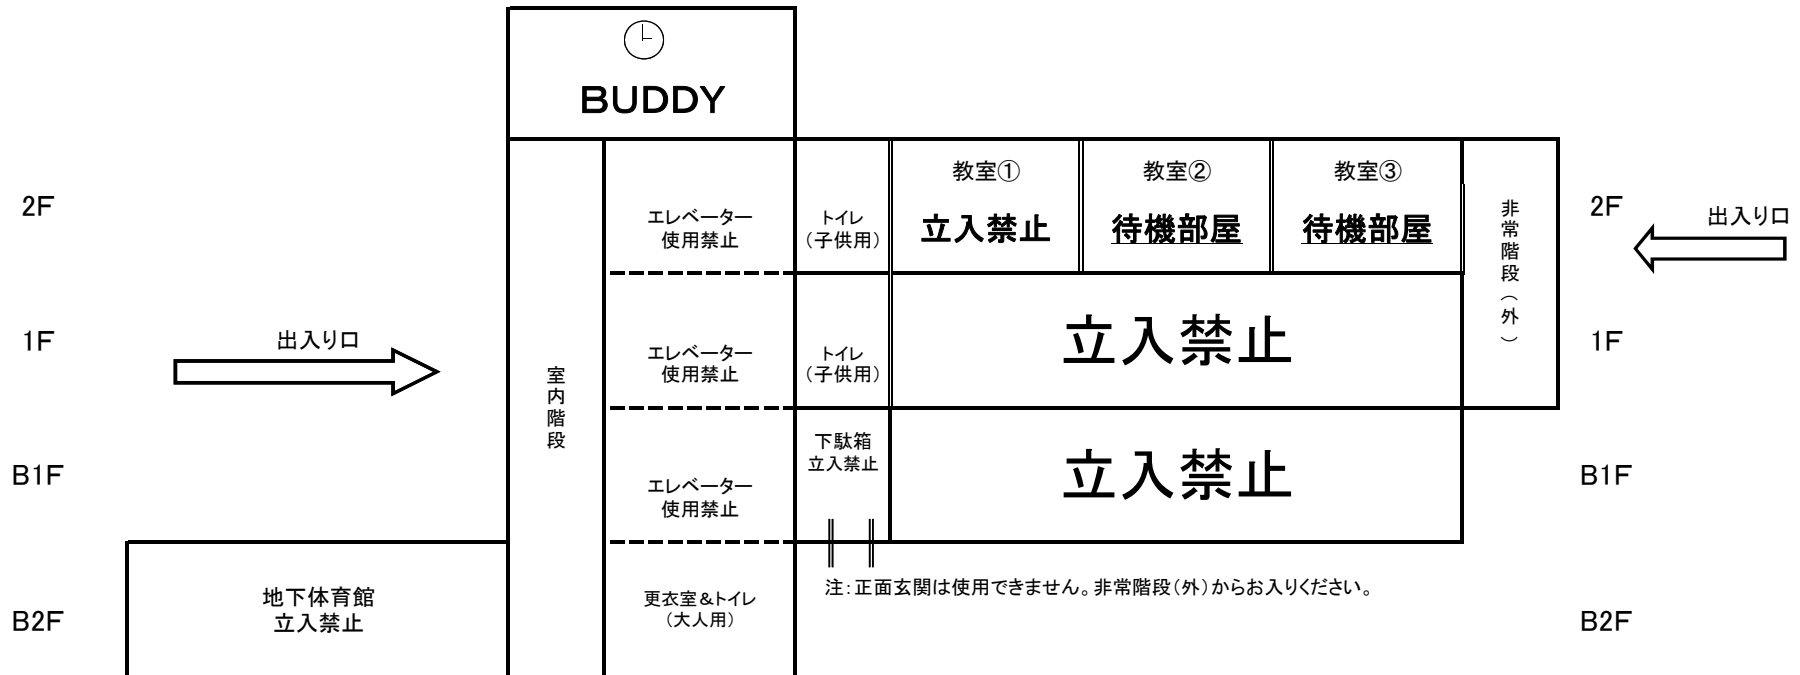 BUDDY
教室①
教室②
教室③
2F
エレベーター
使用禁止
トイレ
（子供用）
立入禁止
待機部屋
待機部屋
非常階段（外）
2F
出入り口
1F
出入り口
エレベーター
使用禁止
トイレ
（子供用）
立入禁止
1F
室内階段
B1F
エレベーター
使用禁止
下駄箱
立入禁止
立入禁止
B1F
注：正面玄関は使用できません。非常階段（外）からお入りください。
B2F
地下体育館
立入禁止
更衣室＆トイレ
（大人用）
B2F